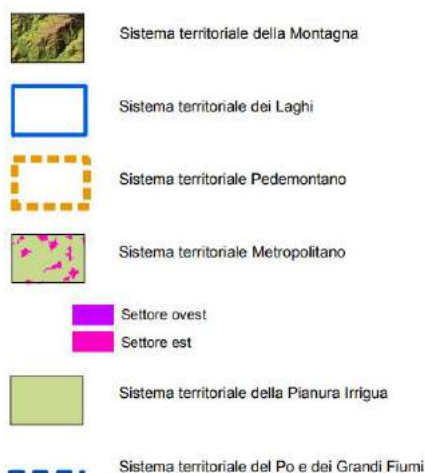 Sistema territoriale della Montagna
Sistema territoriale dei Laghi
Sistema territoriale Pedemontano
Sistema territoriale Metropolitano
Settore ovest
Settore est
Sistema territoriale della Pianura Irrigua
Sistema territoriale del Po e dei Grandi Fiumi